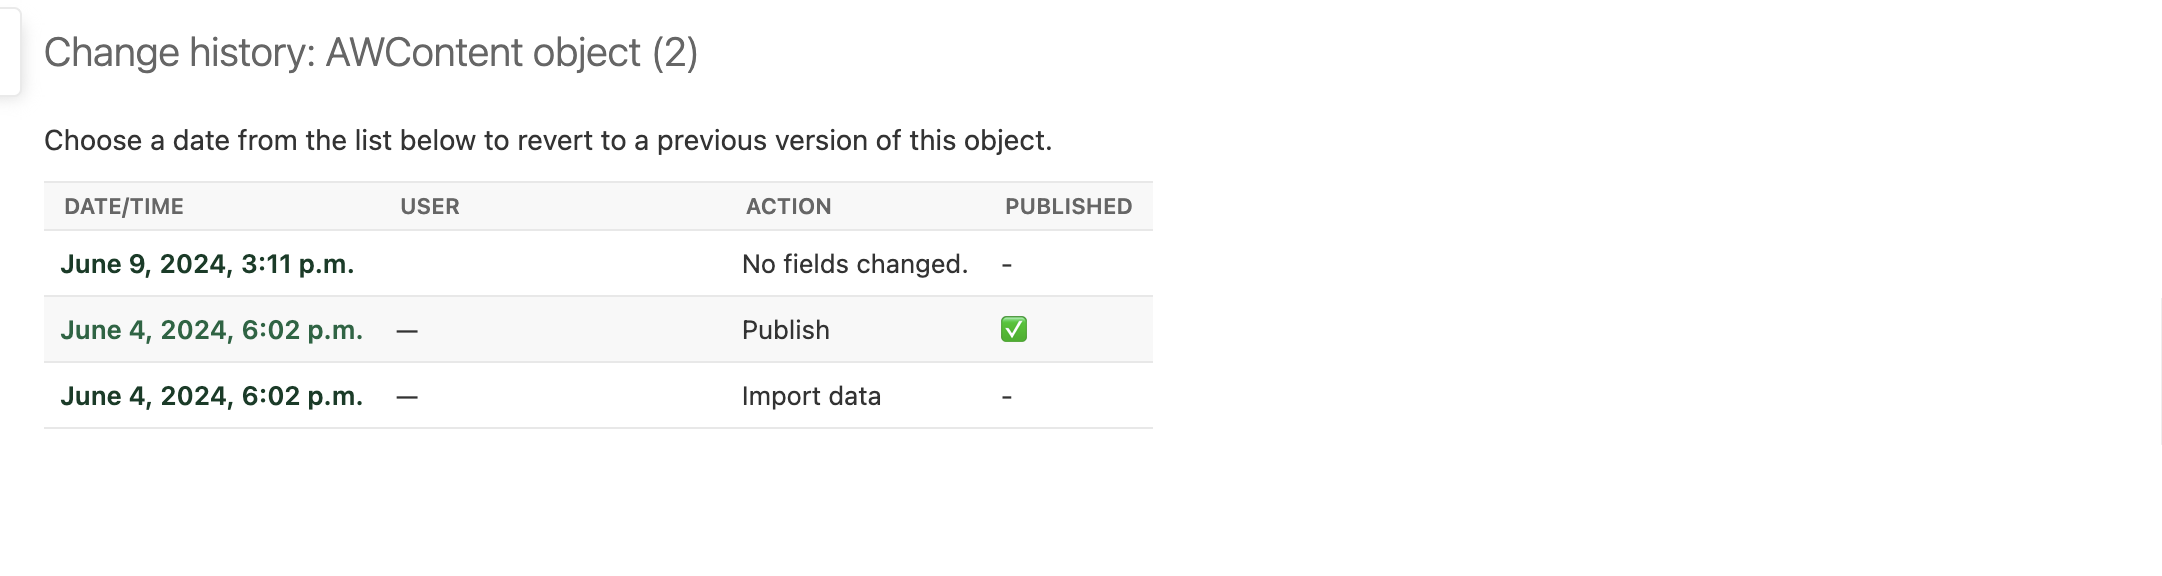 Change history: AWContent object (2)
Choose a date from the list below to revert to a previous version of this object.
DATE/TIME USER ACTION PUBLISHED
June 9, 2024, 3:11 p.m. No fields changed. -
June 4, 2024, 6:02 p.m. — Publish ✅
June 4, 2024, 6:02 p.m. — Import data -